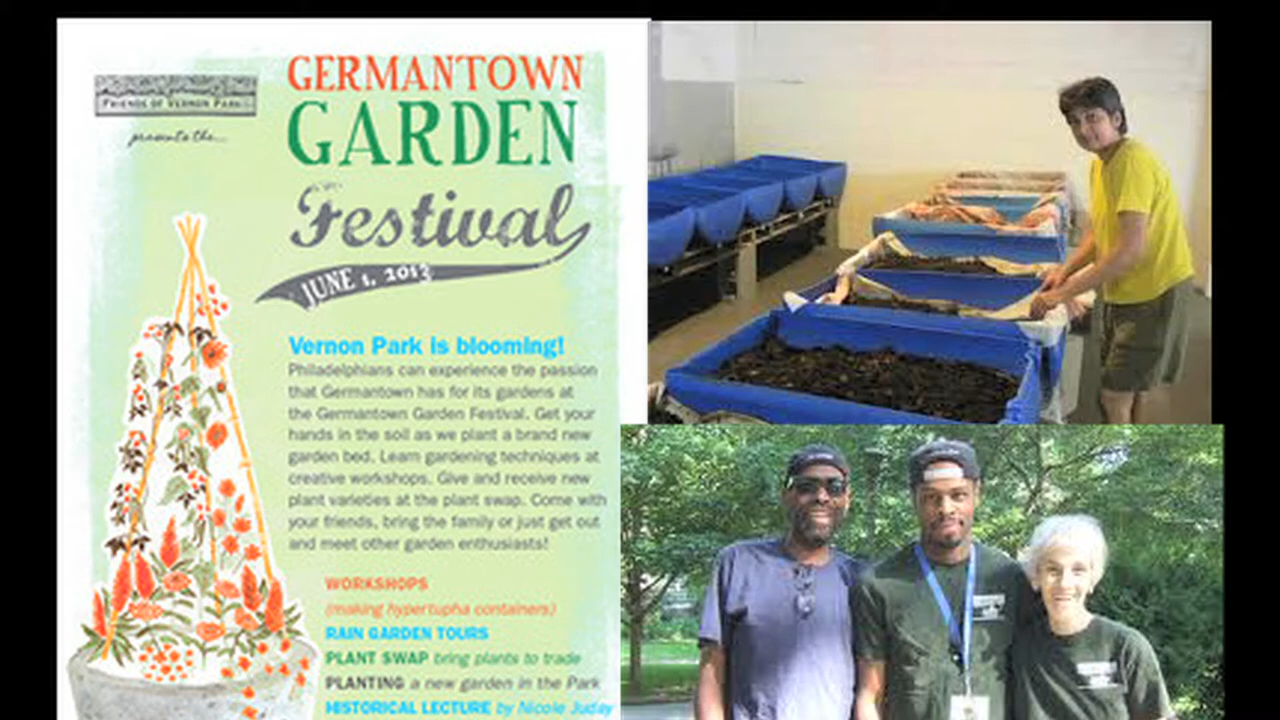 FRIENDS OF VERNON PARK
presents the...
GERMANTOWN
GARDEN
Festival
JUNE 1, 2013
Vernon Park is blooming!
Philadelphians can experience the passion
that Germantown has for its gardens at
the Germantown Garden Festival. Get your
hands in the soil as we plant a brand new
garden bed. Learn gardening techniques at
creative workshops. Give and receive new
plant varieties at the plant swap. Come with
your friends, bring the family or just get out
and meet other garden enthusiasts!
WORKSHOPS
(making hypertupha containers)
RAIN GARDEN TOURS
PLANT SWAP bring plants to trade
PLANTING a new garden in the Park
HISTORICAL LECTURE by Nicole Juday